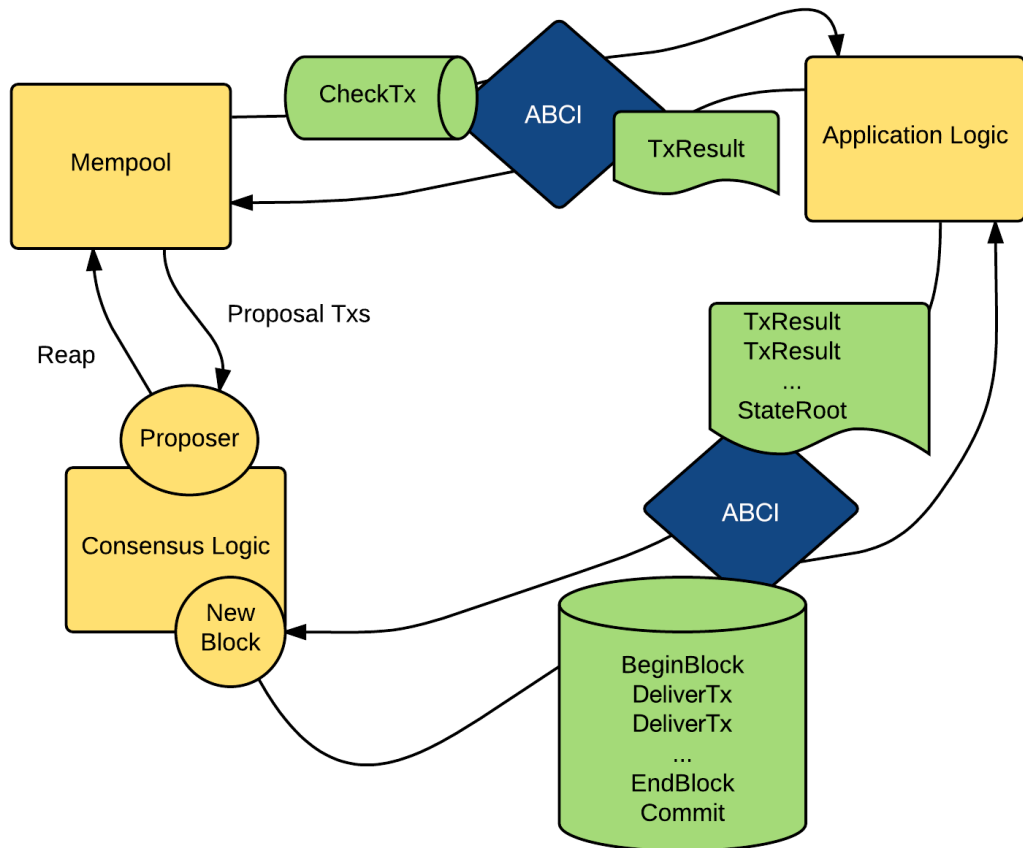 CheckTx
ABCI
TxResult
Mempool
Application Logic
Proposal Txs
Reap
TxResult
TxResult
...
StateRoot
Proposer
ABCI
Consensus Logic
New
Block
BeginBlock
DeliverTx
DeliverTx
...
EndBlock
Commit